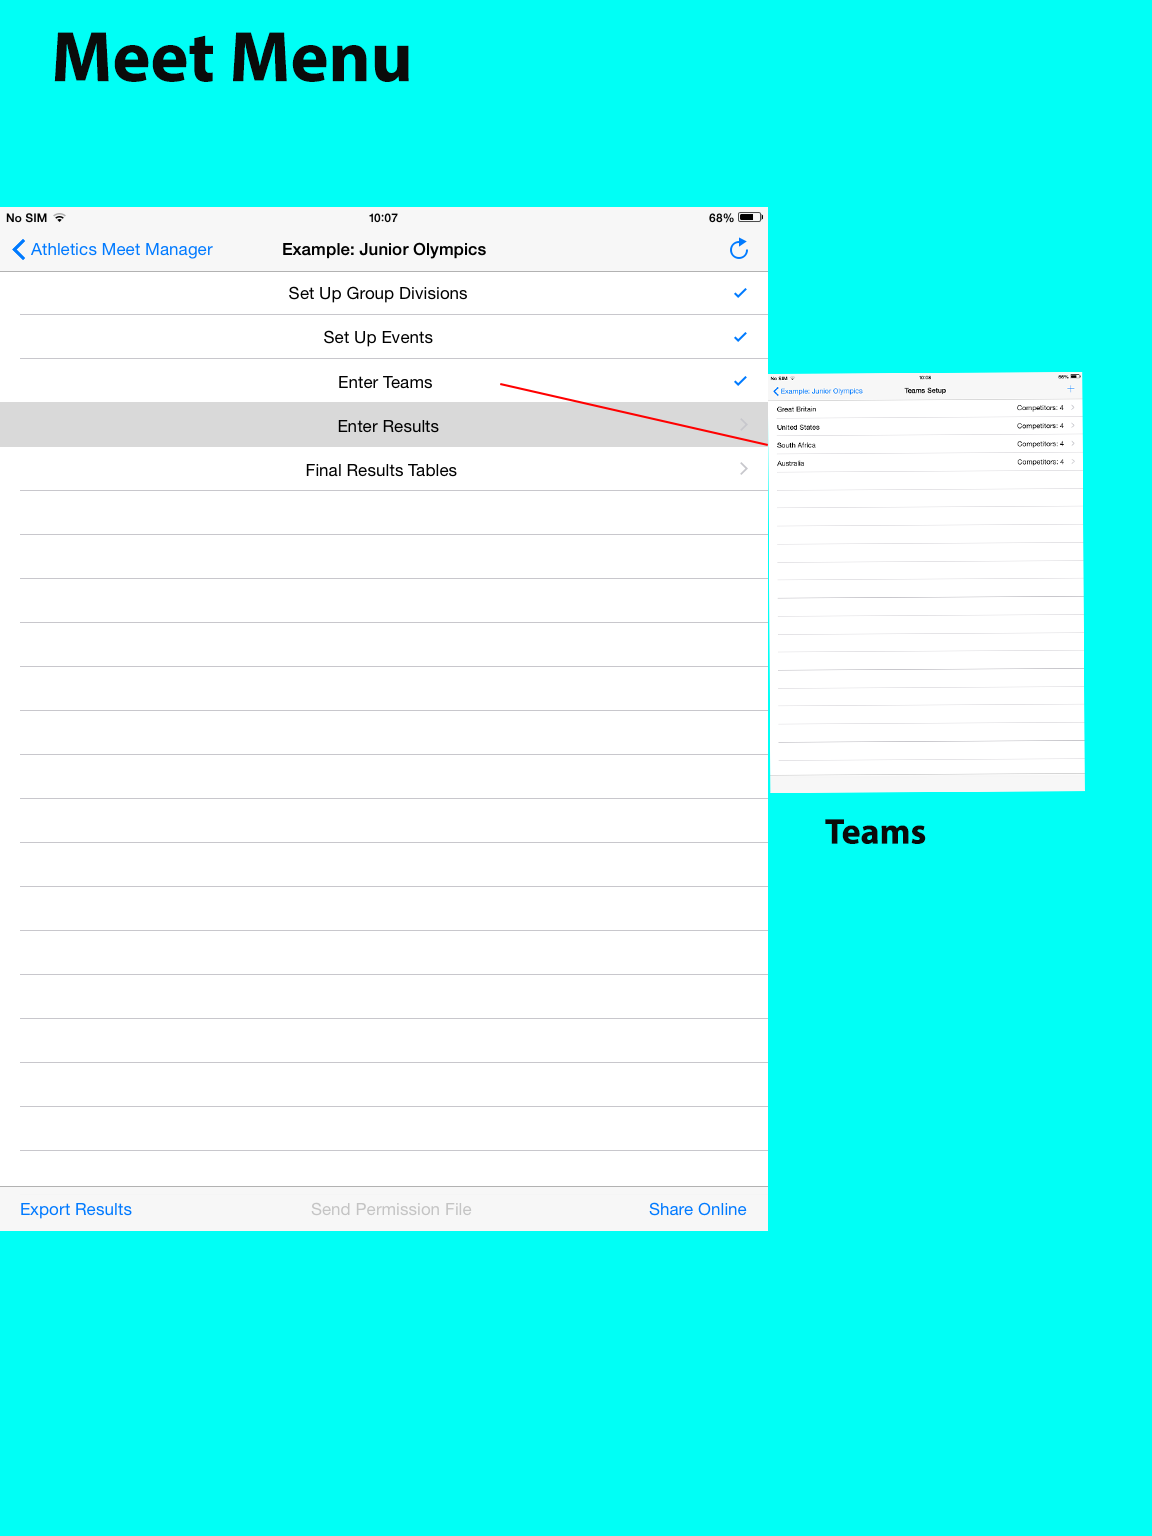 Meet Menu
No SIM 10:07 68%
Athletics Meet Manager Example: Junior Olympics
Set Up Group Divisions
Set Up Events
Enter Teams
Enter Results
Final Results Tables
Export Results Send Permission File Share Online
No SIM 10:08 68%
Example: Junior Olympics Teams Setup +
Great Britain Competitors: 4
United States Competitors: 4
South Africa Competitors: 4
Australia Competitors: 4
Teams